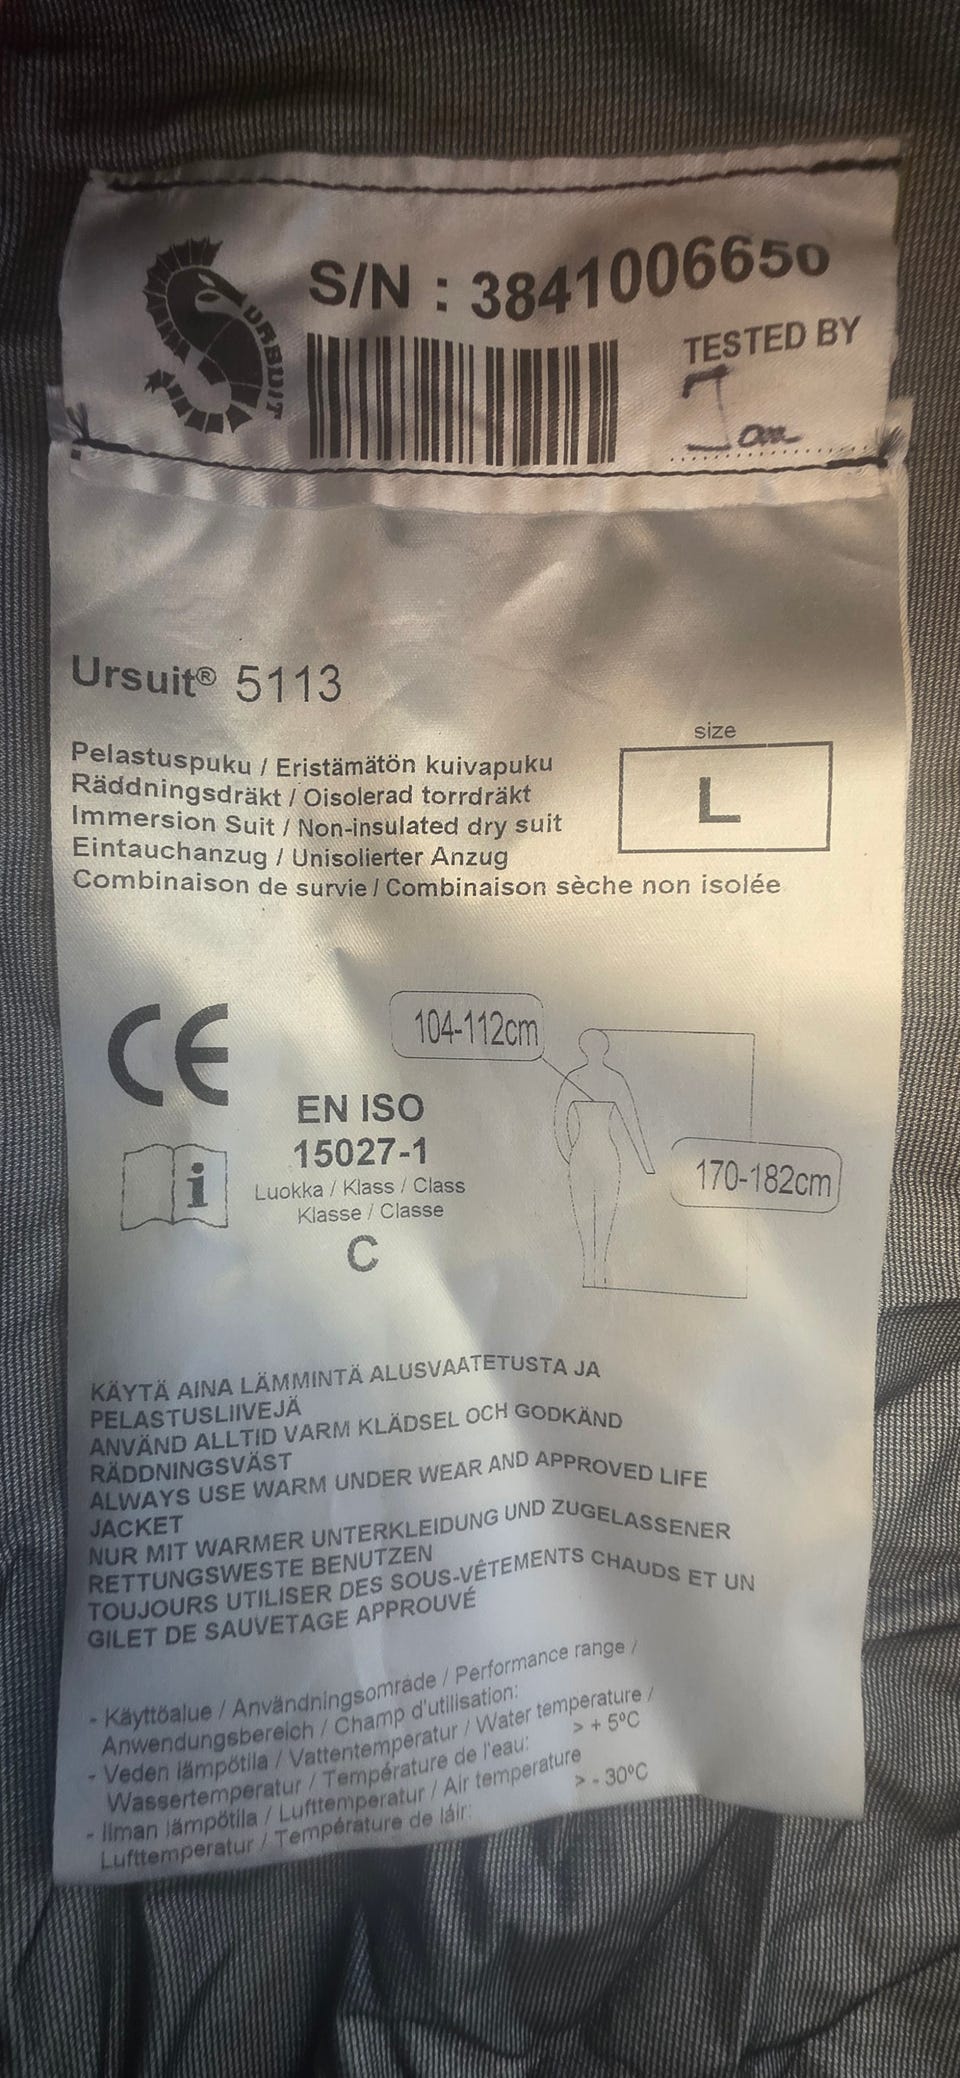 S/N : 3841006650
URSUIT
TESTED BY
Ursuit® 5113
size
L
Pelastuspuku / Eristämätön kuivapuku
Räddningsdräkt / Oisolerad torrdräkt
Immersion Suit / Non-insulated dry suit
Eintauchanzug / Unisolierter Anzug
Combinaison de survie / Combinaison sèche non isolée
CE
104-112cm
170-182cm
i
EN ISO
15027-1
Luokka / Klass / Class
Klasse / Classe
C
KÄYTÄ AINA LÄMMINTÄ ALUSVAATETUSTA JA
PELASTUSLIIVEJÄ
ANVÄND ALLTID VARM KLÄDSEL OCH GODKÄND
RÄDDNINGSVÄST
ALWAYS USE WARM UNDER WEAR AND APPROVED LIFE
JACKET
NUR MIT WARMER UNTERKLEIDUNG UND ZUGELASSENER
RETTUNGSWESTE BENUTZEN
TOUJOURS UTILISER DES SOUS-VÊTEMENTS CHAUDS ET UN
GILET DE SAUVETAGE APPROUVÉ
- Käyttöalue / Användningsområde / Performance range /
Anwendungsbereich / Champ d'utilisation:
- Veden lämpötila / Vattentemperatur / Water temperature /
Wassertemperatur / Température de l'eau: > + 5ºC
- Ilman lämpötila / Lufttemperatur / Air temperature
Lufttemperatur / Température de láir: > - 30ºC